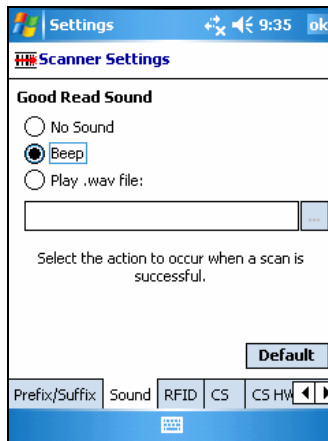 Settings 9:35 ok
Scanner Settings
Good Read Sound
No Sound
Beep
Play .wav file:
...
Select the action to occur when a scan is
successful.
Default
Prefix/Suffix Sound RFID CS CS HW